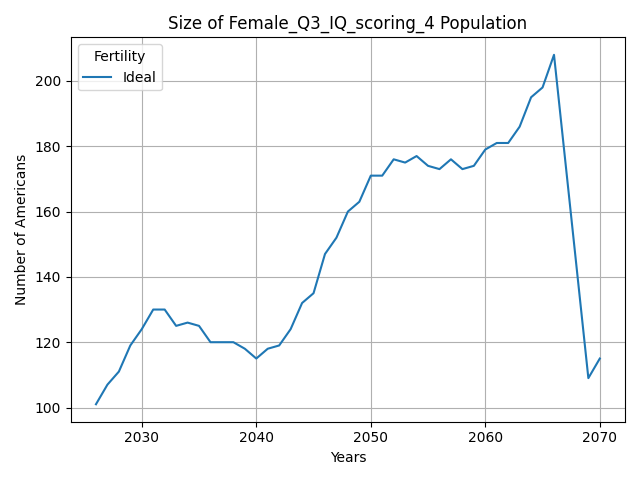 Size of Female_Q3_IQ_scoring_4 Population
Fertility
Ideal
Number of Americans
200
180
160
140
120
100
2030 2040 2050 2060 2070
Years